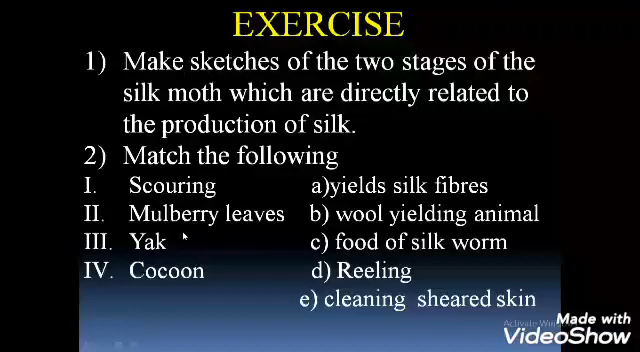 EXERCISE
1) Make sketches of the two stages of the
silk moth which are directly related to
the production of silk.
2) Match the following
I. Scouring a)yields silk fibres
II. Mulberry leaves b) wool yielding animal
III. Yak c) food of silk worm
IV. Cocoon d) Reeling
e) cleaning sheared skin
Activate
Made with
VideoShow